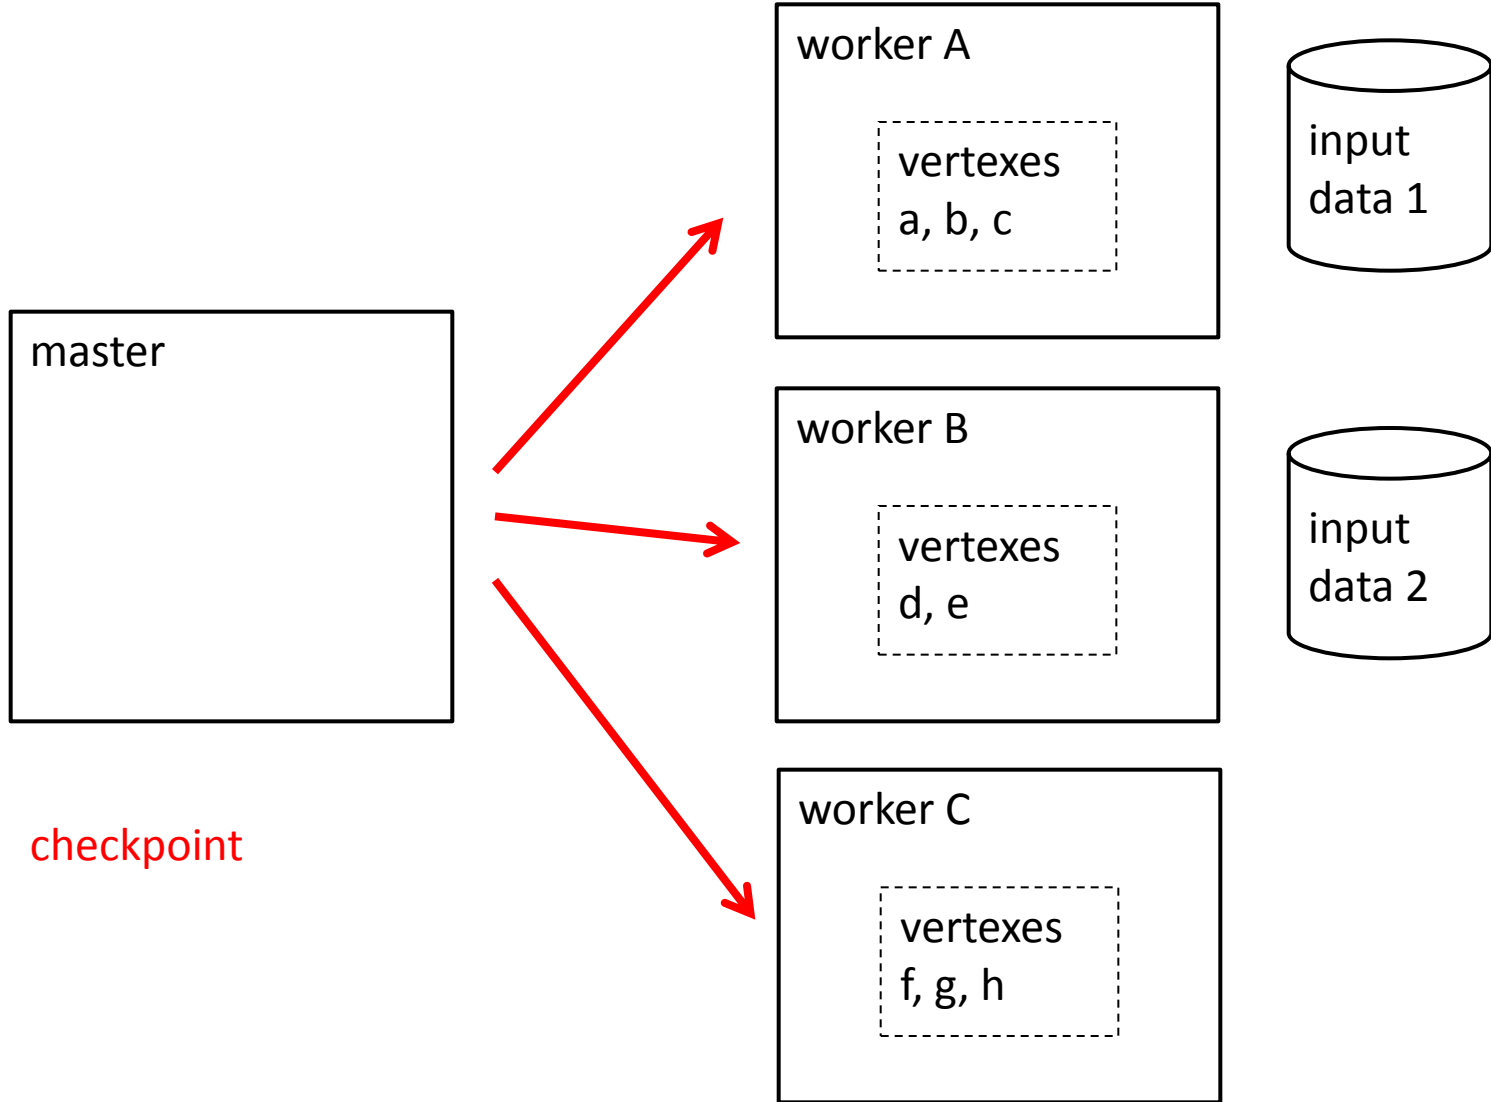 worker A
vertexes
a, b, c
input
data 1
master
worker B
vertexes
d, e
input
data 2
checkpoint
worker C
vertexes
f, g, h